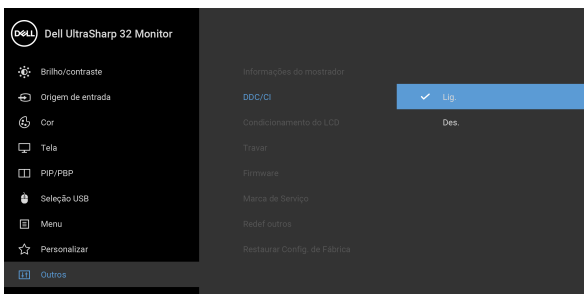 DELL Dell UltraSharp 32 Monitor
Brilho/contraste
Origem de entrada
Cor
Tela
PIP/PBP
Seleção USB
Menu
Personalizar
Outros
Informações do mostrador
DDC/CI
Condicionamento do LCD
Travar
Firmware
Marca de Serviço
Redef outros
Restaurar Config. de Fábrica
Lig.
Des.